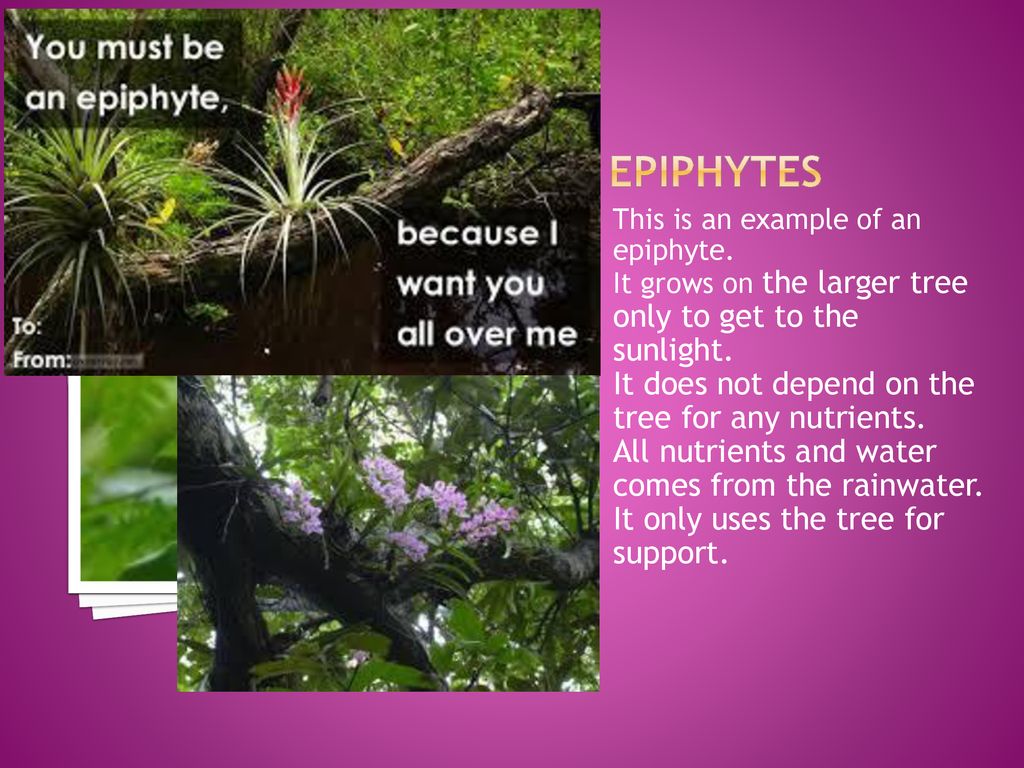 You must be
an epiphyte,
because I
want you
all over me
To:
From:
EPIPHYTES
This is an example of an
epiphyte.
It grows on the larger tree
only to get to the
sunlight.
It does not depend on the
tree for any nutrients.
All nutrients and water
comes from the rainwater.
It only uses the tree for
support.